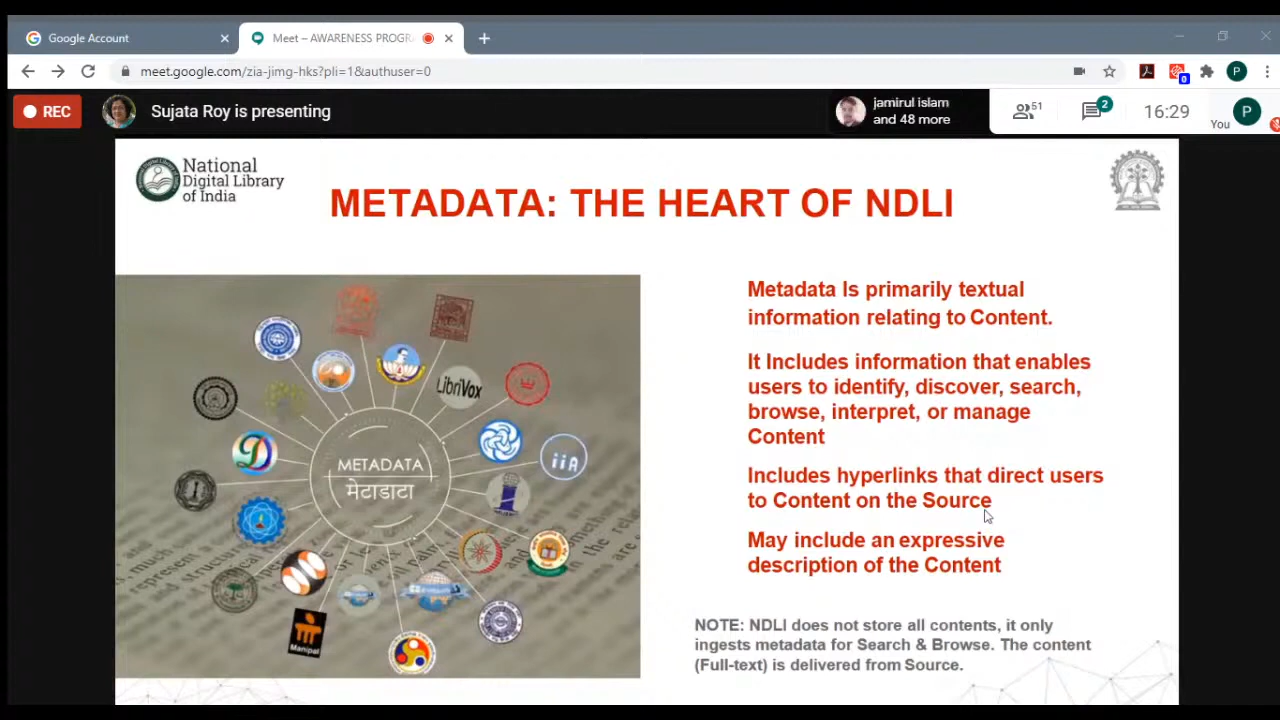 Google Account
Meet – AWARENESS PROGR
meet.google.com/zia-jimg-hks?pli=1&authuser=0
0
P
REC
Sujata Roy is presenting
jamirul islam
and 48 more
51
2
16:29
You
P
National
Digital Library
of India
METADATA: THE HEART OF NDLI
Metadata Is primarily textual
information relating to Content.
It Includes information that enables
users to identify, discover, search,
browse, interpret, or manage
Content
Includes hyperlinks that direct users
to Content on the Source
May include an expressive
description of the Content
LibriVox
iiA
METADATA
मेटाडाटा
Manipal
NOTE: NDLI does not store all contents, it only
ingests metadata for Search & Browse. The content
(Full-text) is delivered from Source.